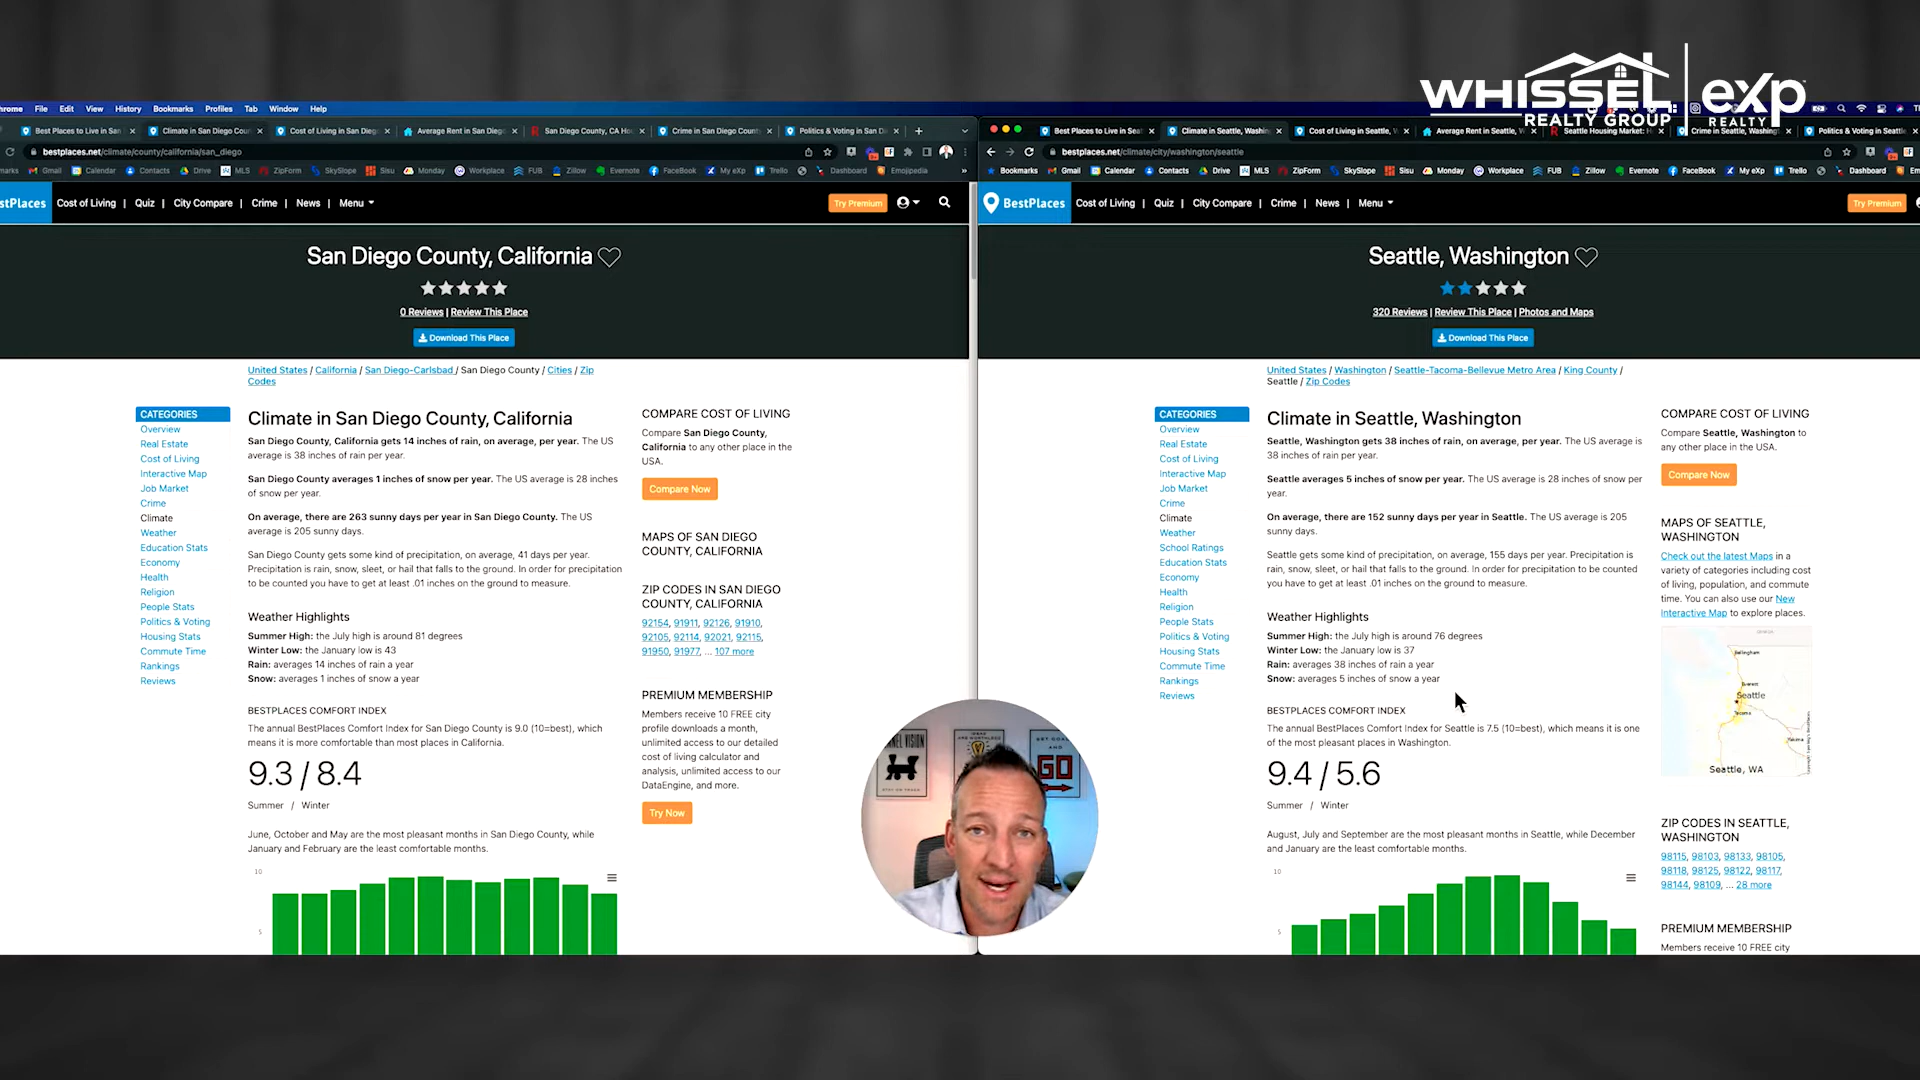 WHISSEL
REALTY GROUP
eXp
REALTY
File Edit View History Bookmarks Profiles Tab Window Help
Best Places to Live in San
Climate in San Diego Coun
Cost of Living in San Diego
Average Rent in San Diego
San Diego County, CA Ho
Crime in San Diego County
Politics & Voting in San D
bestplaces.net/climate/county/california/san_diego
Gmail Calendar Contacts Drive MLS ZipForm SkySlope Sisu Monday Workplace FUB Zillow Evernote FaceBook My eXp Trello Dashboard Emojipedia
stPlaces
Cost of Living | Quiz | City Compare | Crime | News | Menu
Try Premium
San Diego County, California
0 Reviews | Review This Place
Download This Place
United States / California / San Diego-Carlsbad / San Diego County / Cities / Zip
Codes
CATEGORIES
Overview
Real Estate
Cost of Living
Interactive Map
Job Market
Crime
Climate
Weather
Education Stats
Economy
Health
Religion
People Stats
Politics & Voting
Housing Stats
Commute Time
Rankings
Reviews
Climate in San Diego County, California
San Diego County, California gets 14 inches of rain, on average, per year. The US
average is 38 inches of rain per year.
San Diego County averages 1 inches of snow per year. The US average is 28 inches
of snow per year.
On average, there are 263 sunny days per year in San Diego County. The US
average is 205 sunny days.
San Diego County gets some kind of precipitation, on average, 41 days per year.
Precipitation is rain, snow, sleet, or hail that falls to the ground. In order for precipitation
to be counted you have to get at least .01 inches on the ground to measure.
Weather Highlights
Summer High: the July high is around 81 degrees
Winter Low: the January low is 43
Rain: averages 14 inches of rain a year
Snow: averages 1 inches of snow a year
BESTPLACES COMFORT INDEX
The annual BestPlaces Comfort Index for San Diego County is 9.0 (10=best), which
means it is more comfortable than most places in California.
9.3 / 8.4
Summer / Winter
June, October and May are the most pleasant months in San Diego County, while
January and February are the least comfortable months.
10
5
COMPARE COST OF LIVING
Compare San Diego County,
California to any other place in the
USA.
Compare Now
MAPS OF SAN DIEGO
COUNTY, CALIFORNIA
ZIP CODES IN SAN DIEGO
COUNTY, CALIFORNIA
92154, 91911, 92126, 91910,
92105, 92114, 92021, 92115,
91950, 91977, ... 107 more
PREMIUM MEMBERSHIP
Members receive 10 FREE city
profile downloads a month,
unlimited access to our detailed
cost of living calculator and
analysis, unlimited access to our
DataEngine, and more.
Try Now
GO
Best Places to Live in Sea
Climate in Seattle, Washin
Cost of Living in Seattle, W
Average Rent in Seattle,
Seattle Housing Market: H
Crime in Seattle, Washing
Politics & Voting in Seattle
bestplaces.net/climate/city/washington/seattle
Bookmarks Gmail Calendar Contacts Drive MLS ZipForm SkySlope Sisu Monday Workplace FUB Zillow Evernote FaceBook My eXp Trello Dashboard
BestPlaces
Cost of Living | Quiz | City Compare | Crime | News | Menu
Try Premium
Seattle, Washington
320 Reviews | Review This Place | Photos and Maps
Download This Place
United States / Washington / Seattle-Tacoma-Bellevue Metro Area / King County /
Seattle / Zip Codes
CATEGORIES
Overview
Real Estate
Cost of Living
Interactive Map
Job Market
Crime
Climate
Weather
School Ratings
Education Stats
Economy
Health
Religion
People Stats
Politics & Voting
Housing Stats
Commute Time
Rankings
Reviews
Climate in Seattle, Washington
Seattle, Washington gets 38 inches of rain, on average, per year. The US average is
38 inches of rain per year.
Seattle averages 5 inches of snow per year. The US average is 28 inches of snow per
year.
On average, there are 152 sunny days per year in Seattle. The US average is 205
sunny days.
Seattle gets some kind of precipitation, on average, 155 days per year. Precipitation is
rain, snow, sleet, or hail that falls to the ground. In order for precipitation to be counted
you have to get at least .01 inches on the ground to measure.
Weather Highlights
Summer High: the July high is around 76 degrees
Winter Low: the January low is 37
Rain: averages 38 inches of rain a year
Snow: averages 5 inches of snow a year
BESTPLACES COMFORT INDEX
The annual BestPlaces Comfort Index for Seattle is 7.5 (10=best), which means it is one
of the most pleasant places in Washington.
9.4 / 5.6
Summer / Winter
August, July and September are the most pleasant months in Seattle, while December
and January are the least comfortable months.
10
5
COMPARE COST OF LIVING
Compare Seattle, Washington to
any other place in the USA.
Compare Now
MAPS OF SEATTLE,
WASHINGTON
Check out the latest Maps in a
variety of categories including cost
of living, population, and commute
time. You can also use our New
Interactive Map to explore places.
Bellingham
Everett
Seattle
Tacoma
Yakima
Seattle, WA
ZIP CODES IN SEATTLE,
WASHINGTON
98115, 98103, 98133, 98105,
98118, 98125, 98122, 98117,
98144, 98109, ... 28 more
PREMIUM MEMBERSHIP
Members receive 10 FREE city